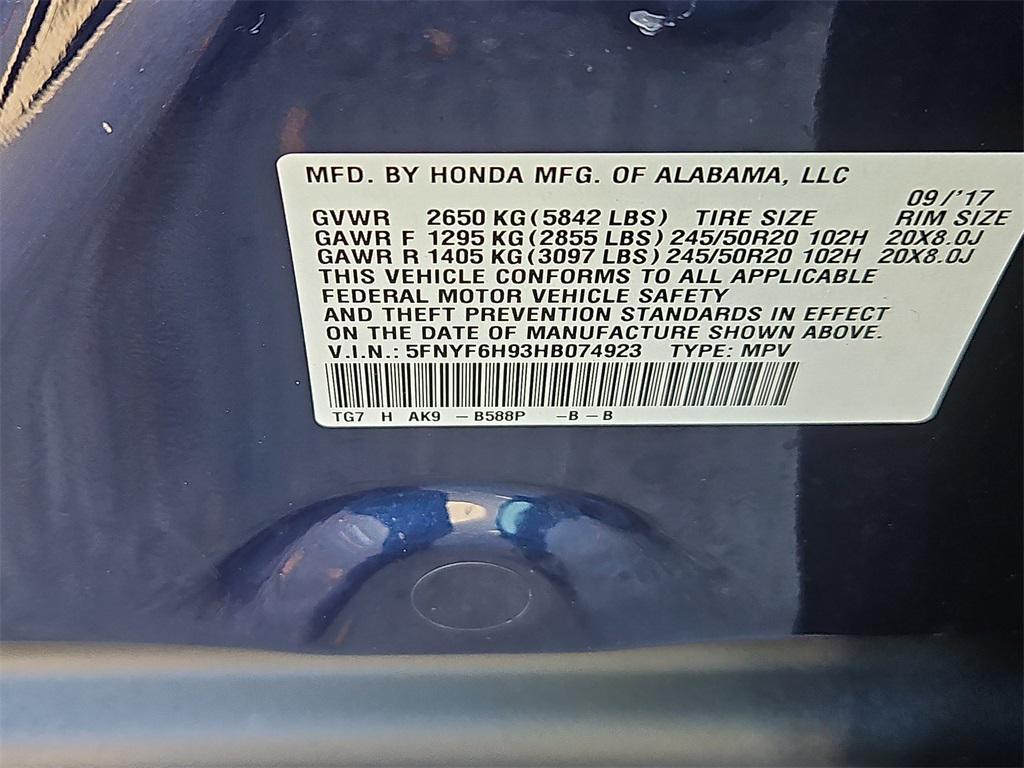 MFD. BY HONDA MFG. OF ALABAMA, LLC
09/'17
GVWR 2650 KG (5842 LBS) TIRE SIZE RIM SIZE
GAWR F 1295 KG (2855 LBS) 245/50R20 102H 20X8.0J
GAWR R 1405 KG (3097 LBS) 245/50R20 102H 20X8.0J
THIS VEHICLE CONFORMS TO ALL APPLICABLE
FEDERAL MOTOR VEHICLE SAFETY
AND THEFT PREVENTION STANDARDS IN EFFECT
ON THE DATE OF MANUFACTURE SHOWN ABOVE.
V.I.N.: 5FNYF6H93HB074923 TYPE: MPV
TG7 H AK9 – B588P – B – B